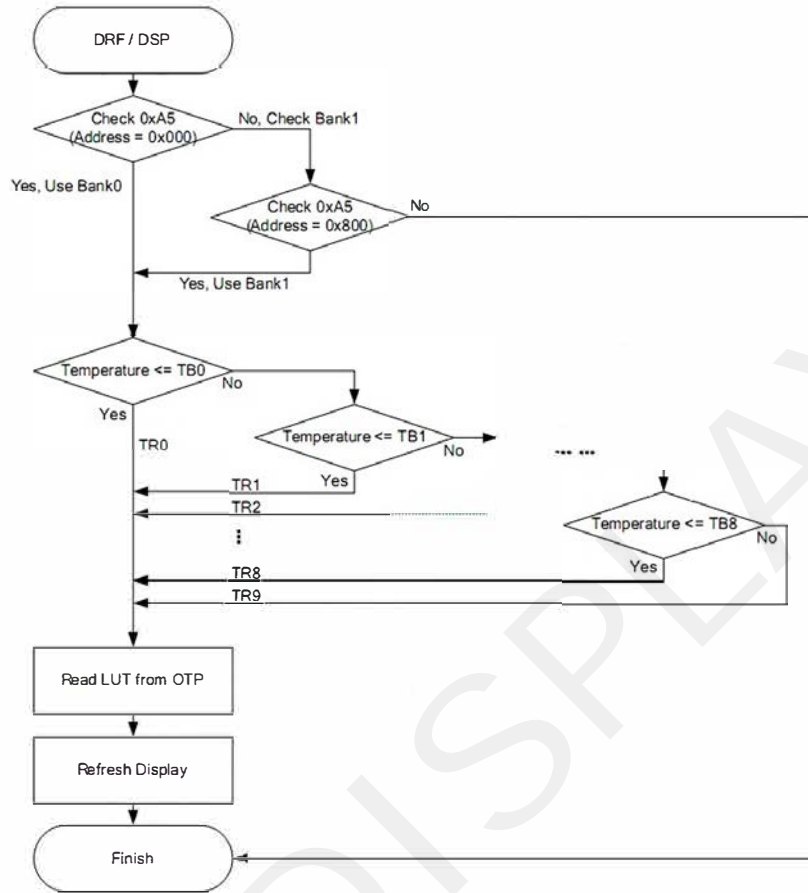 DRF / DSP
Check 0xA5
(Address = 0x000)
No, Check Bank1
Yes, Use Bank0
Check 0xA5
(Address = 0x800)
No
Yes, Use Bank1
Temperature <= TB0
No
Yes
TR0
Temperature <= TB1
No
Yes
... ...
TR1
TR2
Temperature <= TB8
No
Yes
TR8
TR9
Read LUT from OTP
Refresh Display
Finish
DISPLAY